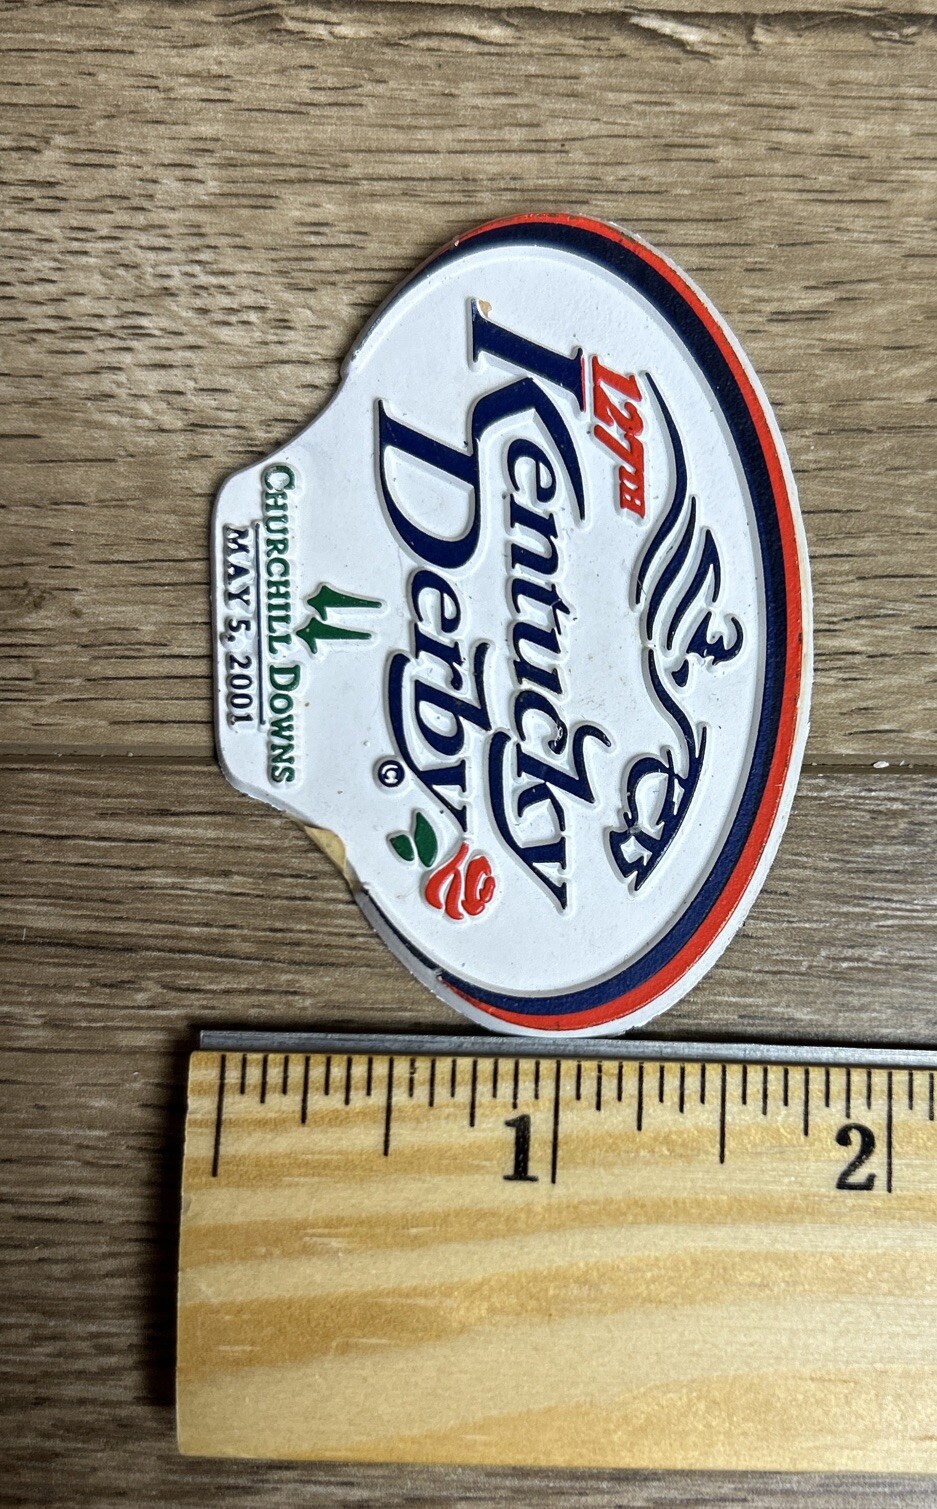 127TH
Kentucky
Derby
©
CHURCHILL DOWNS
MAY 5, 2001
1
2